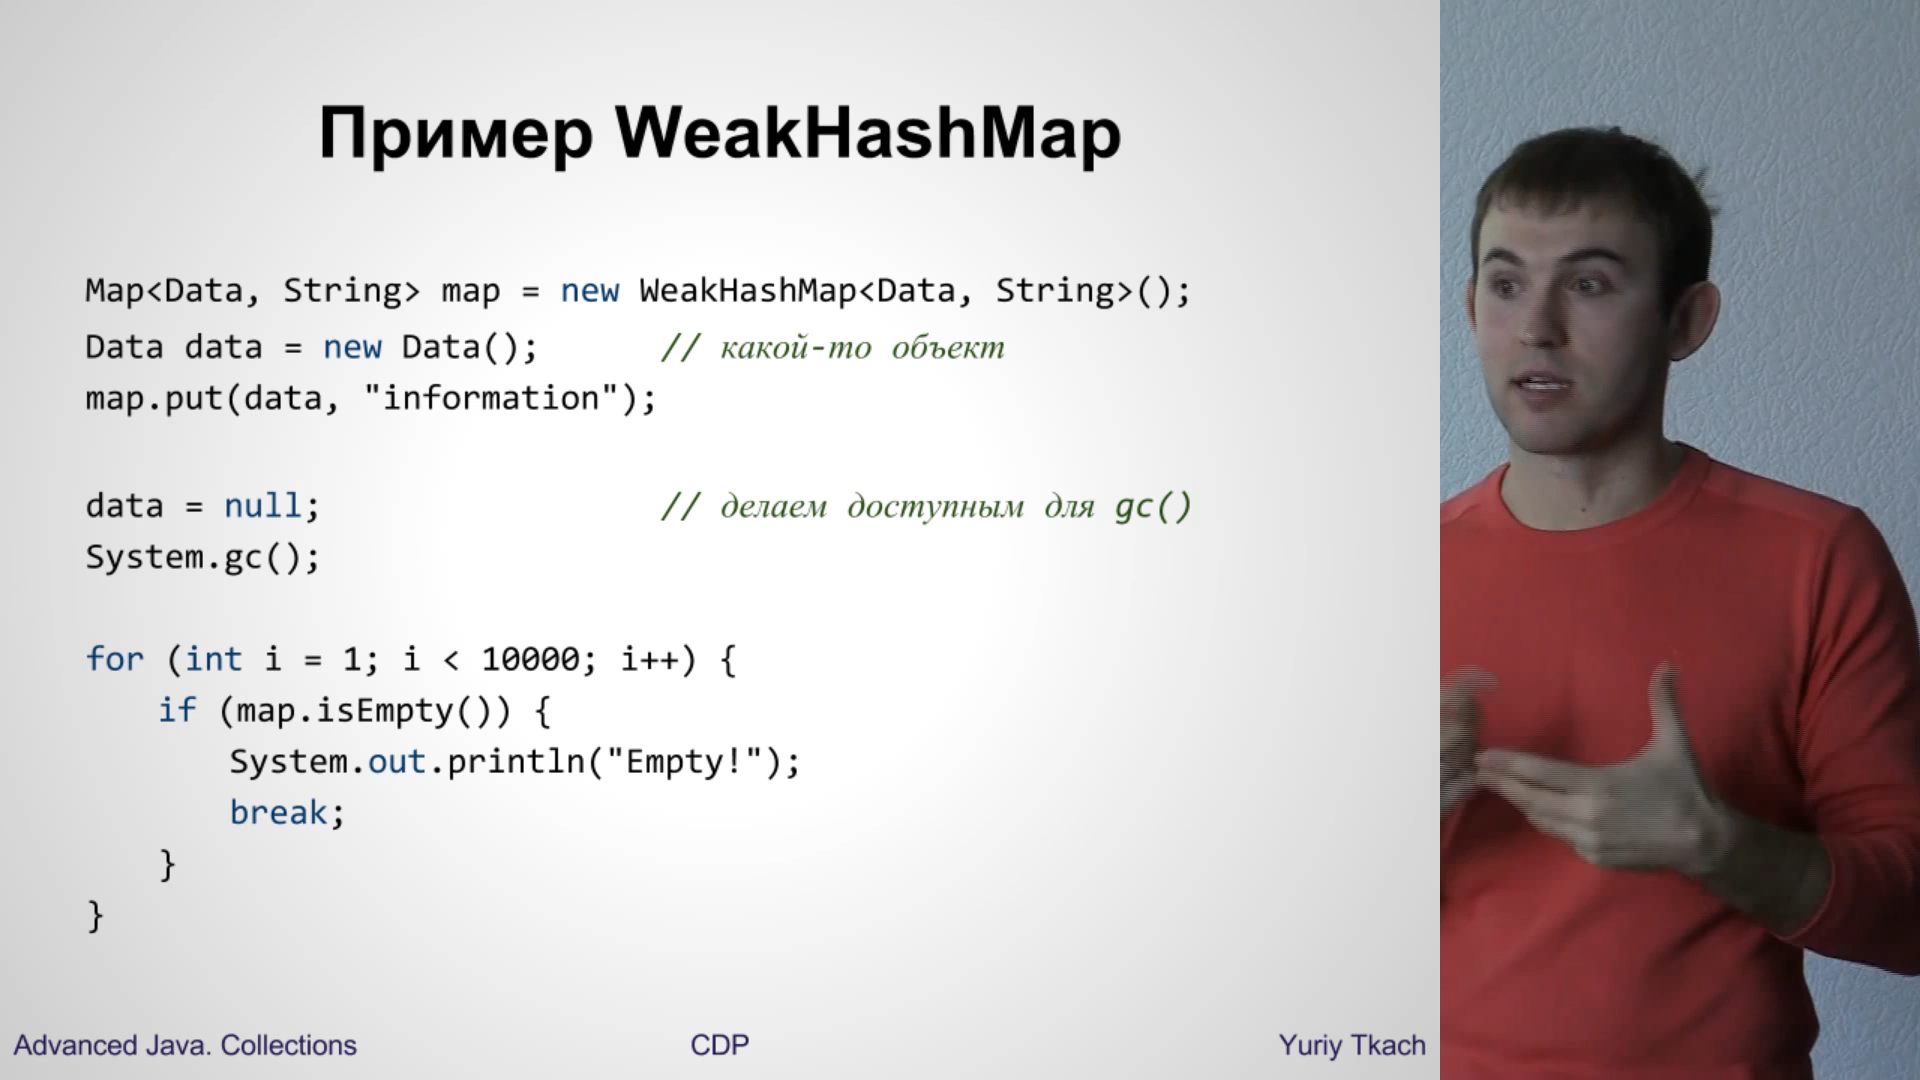 Пример WeakHashMap
Map<Data, String> map = new WeakHashMap<Data, String>();
Data data = new Data(); // какой-то объект
map.put(data, "information");
data = null; // делаем доступным для gc()
System.gc();
for (int i = 1; i < 10000; i++) {
if (map.isEmpty()) {
System.out.println("Empty!");
break;
}
}
Advanced Java. Collections CDP Yuriy Tkach